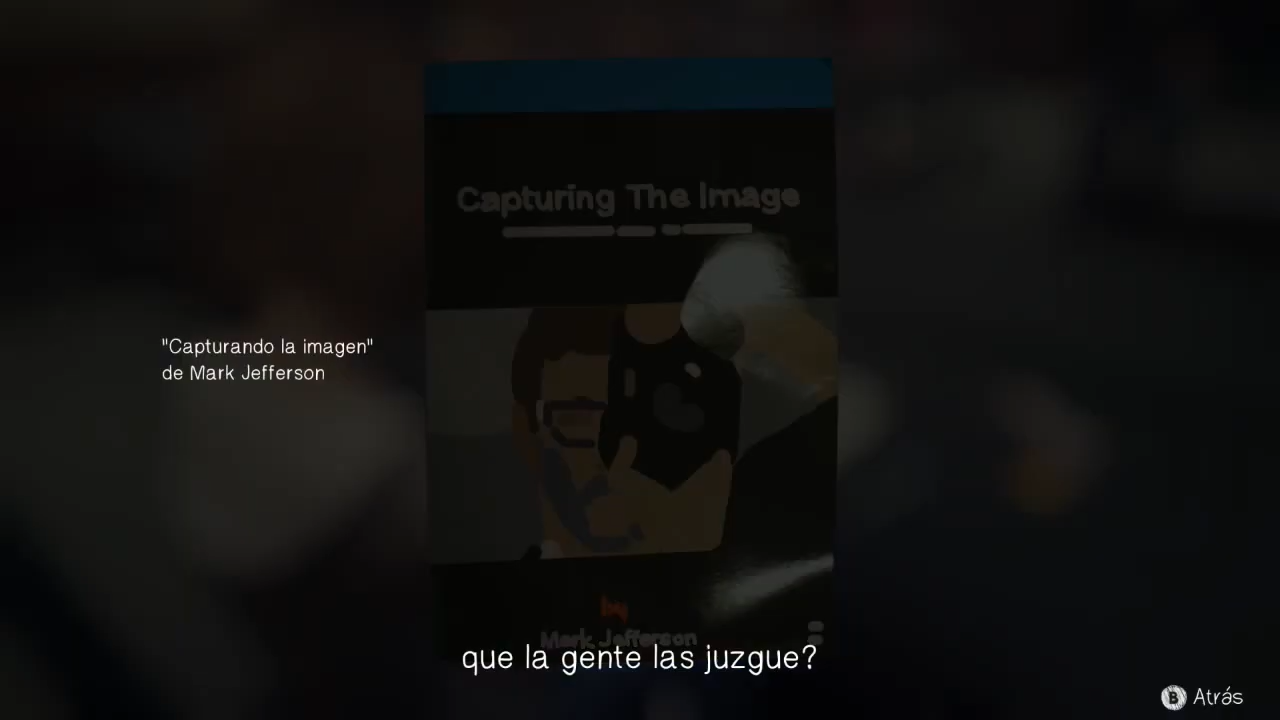 Capturing The Image
"Capturando la imagen"
de Mark Jefferson
by
Mark Jefferson
que la gente las juzgue?
B Atrás